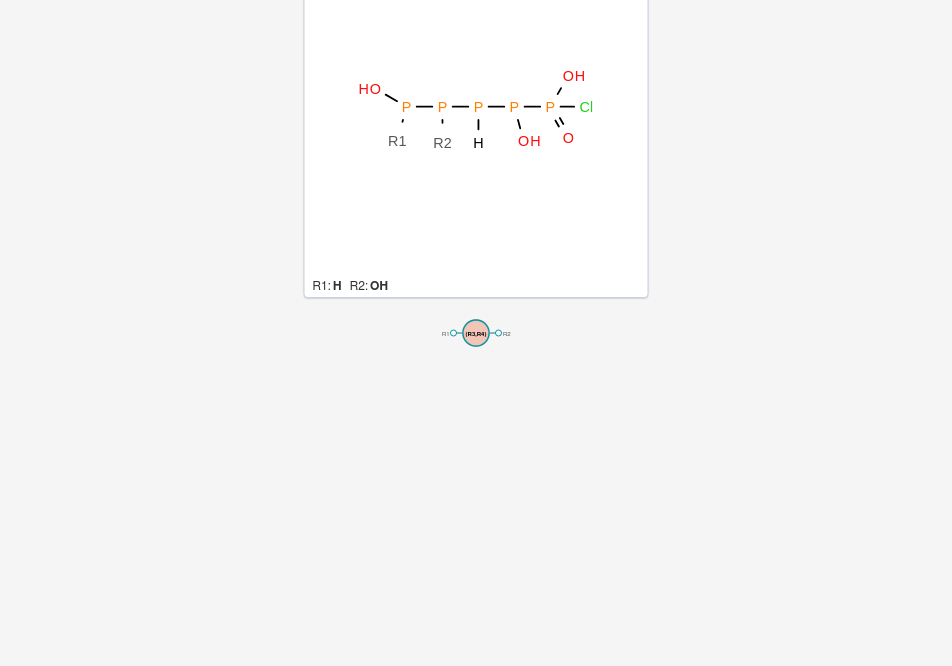 OH
HO
P P P P P Cl
R1 R2 H OH O
R1: H R2: OH
R1 (R3,R4) R2